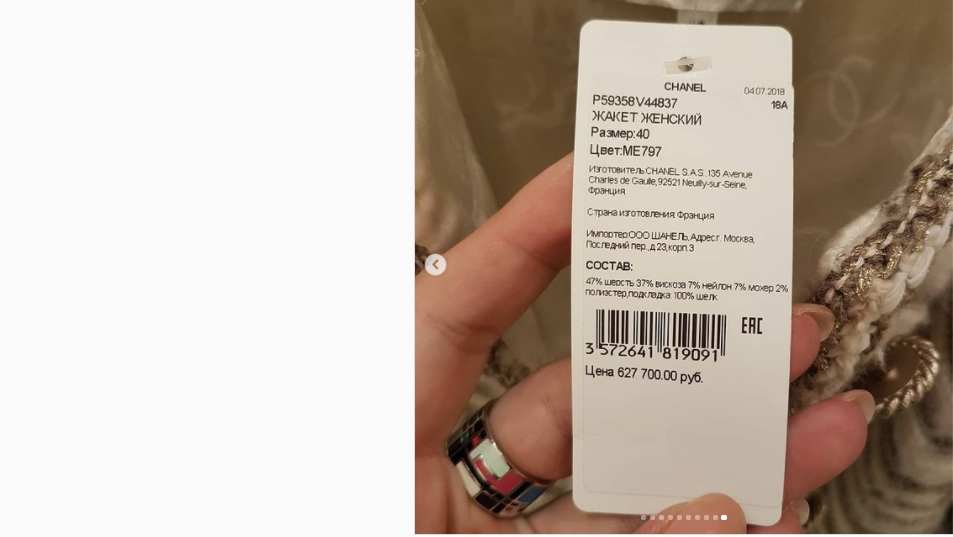 CHANEL 04.07.2018
P59358V44837 18A
ЖАКЕТ ЖЕНСКИЙ
Размер:40
Цвет:ME797
Изготовитель:CHANEL S.A.S.,135 Avenue
Charles de Gaulle,92521 Neuilly-sur-Seine,
Франция
Страна изготовления: Франция
Импортер:ООО ШАНЕЛЬ,Адрес:г. Москва,
Последний пер.,д.23,корп.3
СОСТАВ:
47% шерсть 37% вискоза 7% нейлон 7% мохер 2%
полиэстер,подкладка: 100% шелк
EAC
3 572641 819091
Цена 627 700.00 руб.